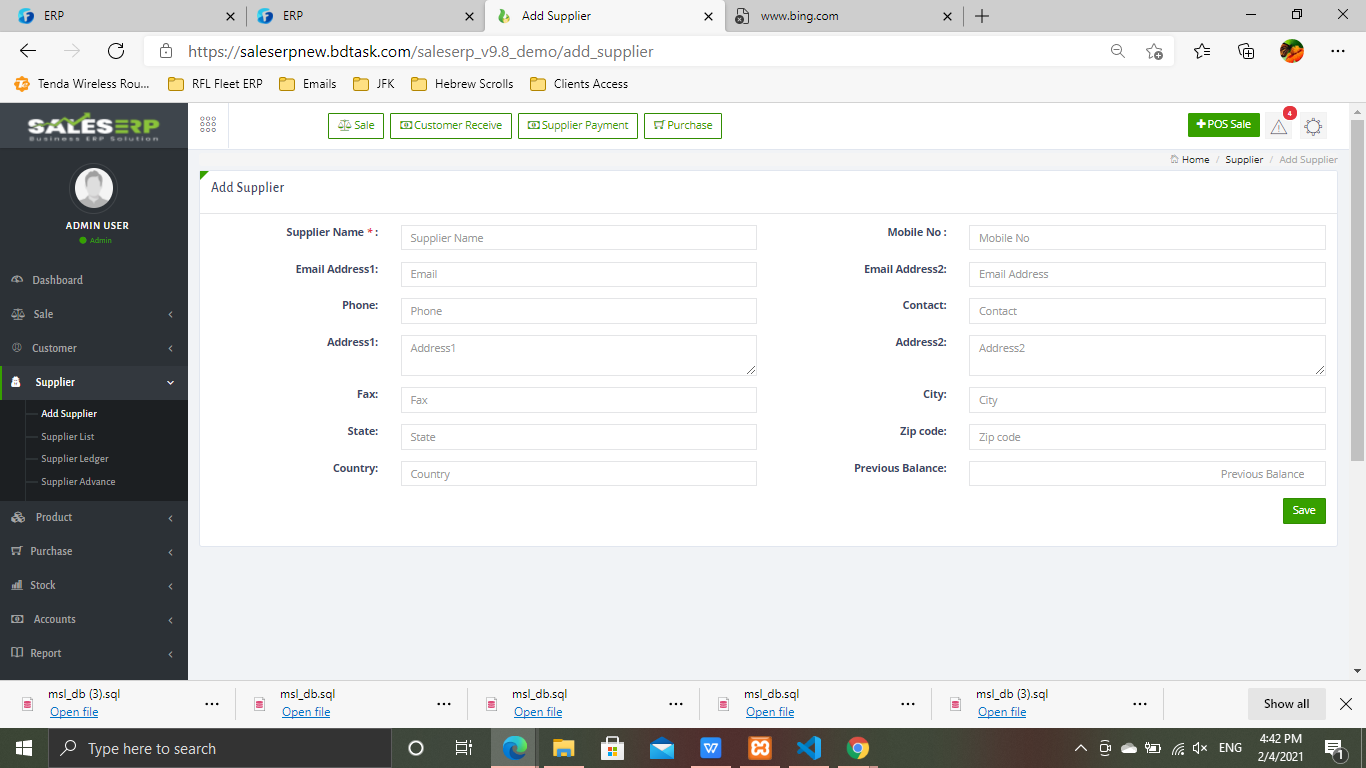 ERP
ERP
Add Supplier
www.bing.com
https://saleserpnew.bdtask.com/saleserp_v9.8_demo/add_supplier
Tenda Wireless Rou...
RFL Fleet ERP
Emails
JFK
Hebrew Scrolls
Clients Access
SALESERP
Business ERP Solution
Sale
Customer Receive
Supplier Payment
Purchase
POS Sale
4
Home / Supplier / Add Supplier
ADMIN USER
Admin
Dashboard
Sale
Customer
Supplier
Add Supplier
Supplier List
Supplier Ledger
Supplier Advance
Product
Purchase
Stock
Accounts
Report
Add Supplier
Supplier Name * :
Supplier Name
Mobile No :
Mobile No
Email Address1:
Email
Email Address2:
Email Address
Phone:
Phone
Contact:
Contact
Address1:
Address1
Address2:
Address2
Fax:
Fax
City:
City
State:
State
Zip code:
Zip code
Country:
Country
Previous Balance:
Previous Balance
Save
msl_db (3).sql
Open file
msl_db.sql
Open file
msl_db.sql
Open file
msl_db.sql
Open file
msl_db (3).sql
Open file
Show all
Type here to search
ENG
4:42 PM
2/4/2021
1